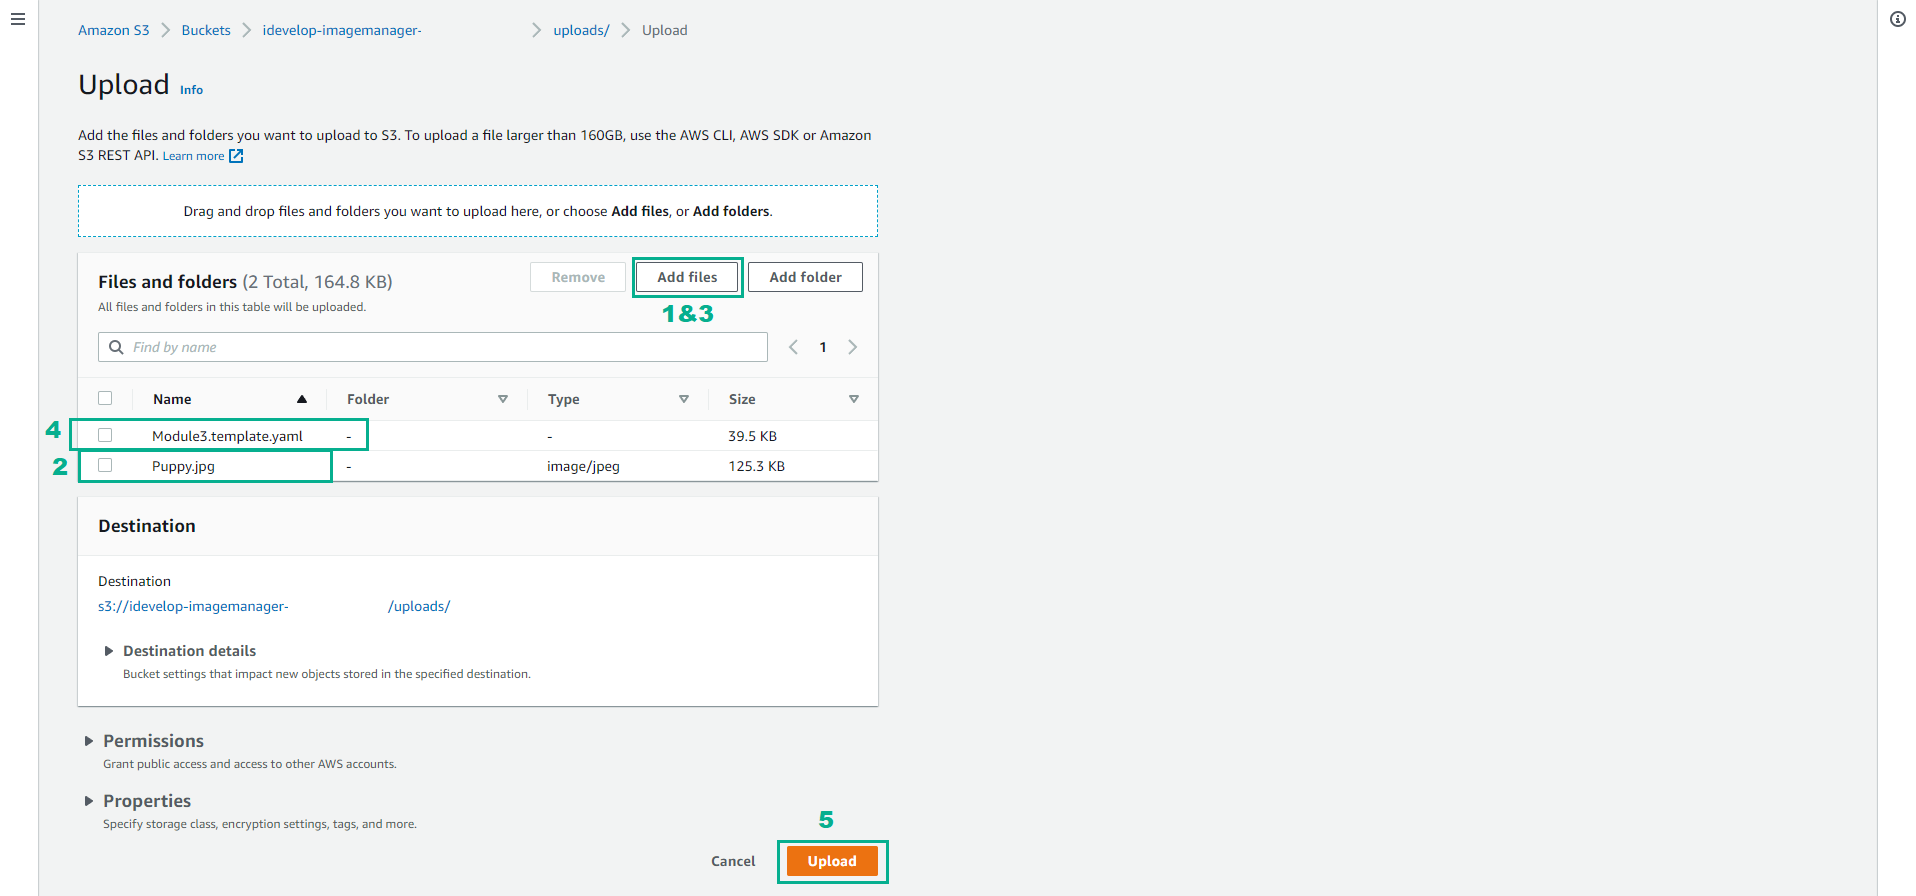 Amazon S3 Buckets idevelop-imagemanager- uploads/ Upload
Upload Info
Add the files and folders you want to upload to S3. To upload a file larger than 160GB, use the AWS CLI, AWS SDK or Amazon
S3 REST API. Learn more
Drag and drop files and folders you want to upload here, or choose Add files, or Add folders.
Files and folders (2 Total, 164.8 KB)
All files and folders in this table will be uploaded.
Remove Add files Add folder
1&3
Find by name
1
Name Folder Type Size
4 Module3.template.yaml - - 39.5 KB
2 Puppy.jpg - image/jpeg 125.3 KB
Destination
Destination
s3://idevelop-imagemanager- /uploads/
Destination details
Bucket settings that impact new objects stored in the specified destination.
Permissions
Grant public access and access to other AWS accounts.
Properties
Specify storage class, encryption settings, tags, and more.
5
Cancel Upload